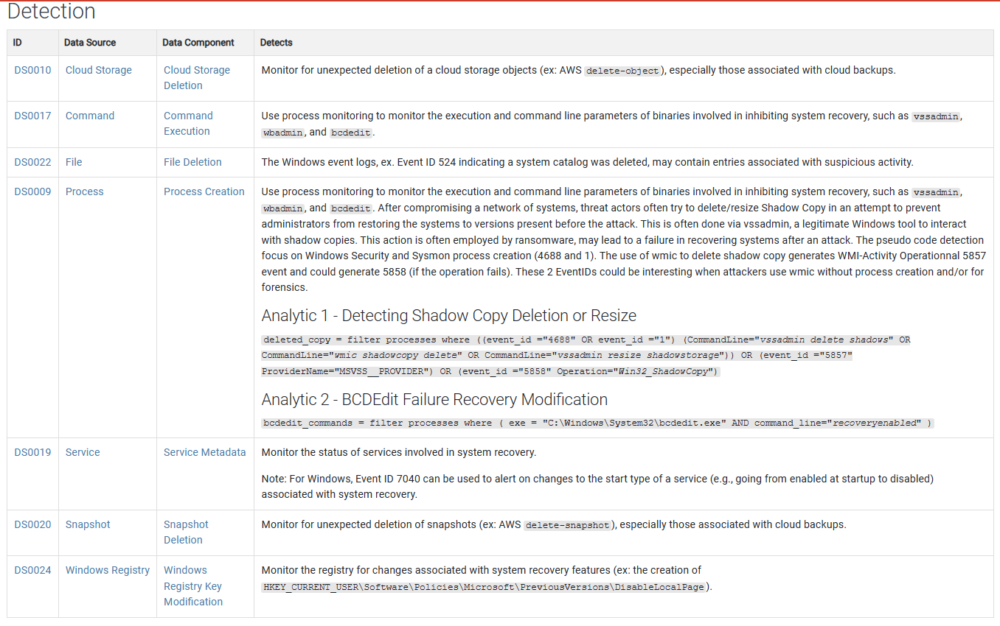 Detection
ID Data Source Data Component Detects
DS0010 Cloud Storage Cloud Storage Deletion Monitor for unexpected deletion of a cloud storage objects (ex: AWS delete-object), especially those associated with cloud backups.
DS0017 Command Command Execution Use process monitoring to monitor the execution and command line parameters of binaries involved in inhibiting system recovery, such as vssadmin,
wbadmin, and bcdedit.
DS0022 File File Deletion The Windows event logs, ex. Event ID 524 indicating a system catalog was deleted, may contain entries associated with suspicious activity.
DS0009 Process Process Creation Use process monitoring to monitor the execution and command line parameters of binaries involved in inhibiting system recovery, such as vssadmin,
wbadmin, and bcdedit. After compromising a network of systems, threat actors often try to delete/resize Shadow Copy in an attempt to prevent
administrators from restoring the systems to versions present before the attack. This is often done via vssadmin, a legitimate Windows tool to interact
with shadow copies. This action is often employed by ransomware, may lead to a failure in recovering systems after an attack. The pseudo code detection
focus on Windows Security and Sysmon process creation (4688 and 1). The use of wmic to delete shadow copy generates WMI-Activity Operationnal 5857
event and could generate 5858 (if the operation fails). These 2 EventIDs could be interesting when attackers use wmic without process creation and/or for
forensics.
Analytic 1 - Detecting Shadow Copy Deletion or Resize
deleted_copy = filter processes where ((event_id ="4688" OR event_id ="1") (CommandLine="vssadmin delete shadows" OR
CommandLine="wmic shadowcopy delete" OR CommandLine="vssadmin resize shadowstorage")) OR (event_id ="5857"
ProviderName="MSVSS__PROVIDER") OR (event_id ="5858" Operation="Win32_ShadowCopy")
Analytic 2 - BCDEdit Failure Recovery Modification
bcdedit_commands = filter processes where ( exe = "C:\Windows\System32\bcdedit.exe" AND command_line="recoveryenabled" )
DS0019 Service Service Metadata Monitor the status of services involved in system recovery.
Note: For Windows, Event ID 7040 can be used to alert on changes to the start type of a service (e.g., going from enabled at startup to disabled)
associated with system recovery.
DS0020 Snapshot Snapshot Deletion Monitor for unexpected deletion of snapshots (ex: AWS delete-snapshot), especially those associated with cloud backups.
DS0024 Windows Registry Windows Registry Key Modification Monitor the registry for changes associated with system recovery features (ex: the creation of
HKEY_CURRENT_USER\Software\Policies\Microsoft\PreviousVersions\DisableLocalPage).